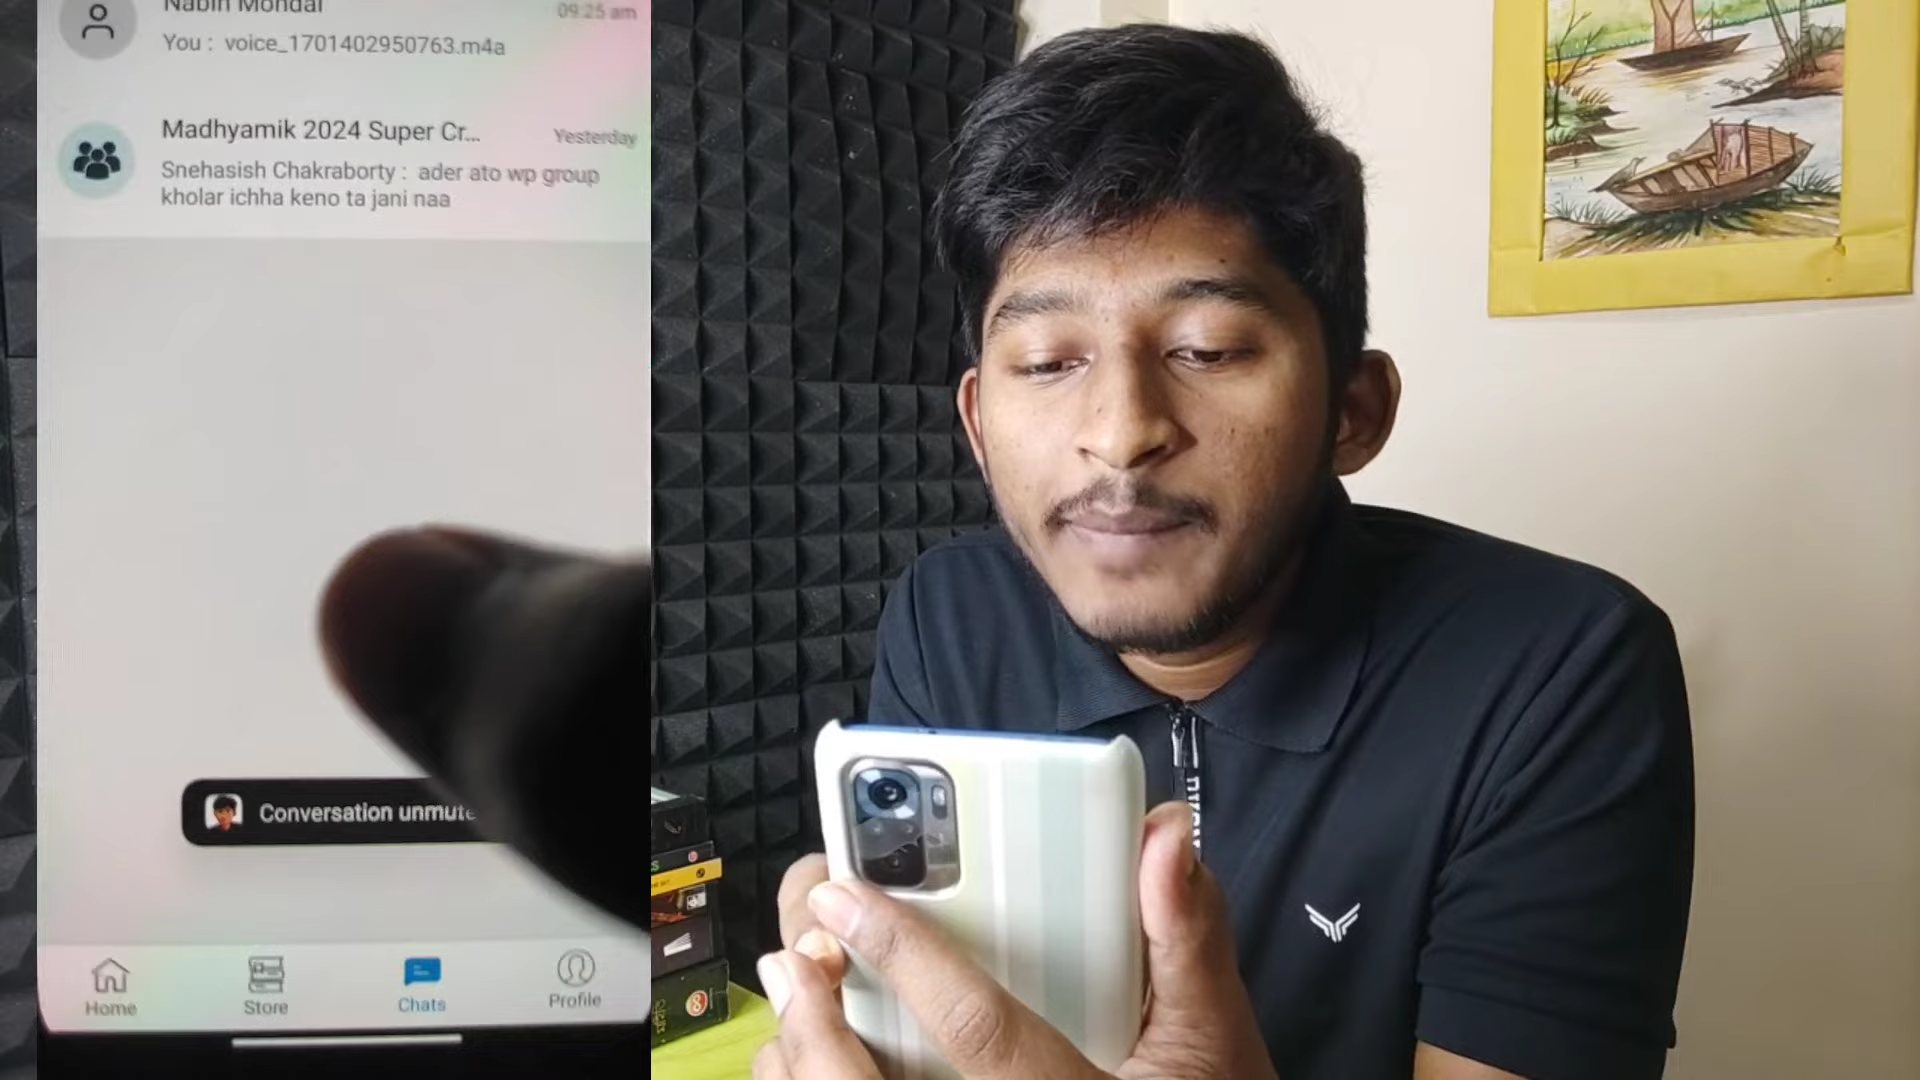 Nabin Mondal
09:25 am
You : voice_1701402950763.m4a
Madhyamik 2024 Super Cr...
Yesterday
Snehasish Chakraborty : ader ato wp group
kholar ichha keno ta jani naa
Conversation unmute
Home
Store
Chats
Profile